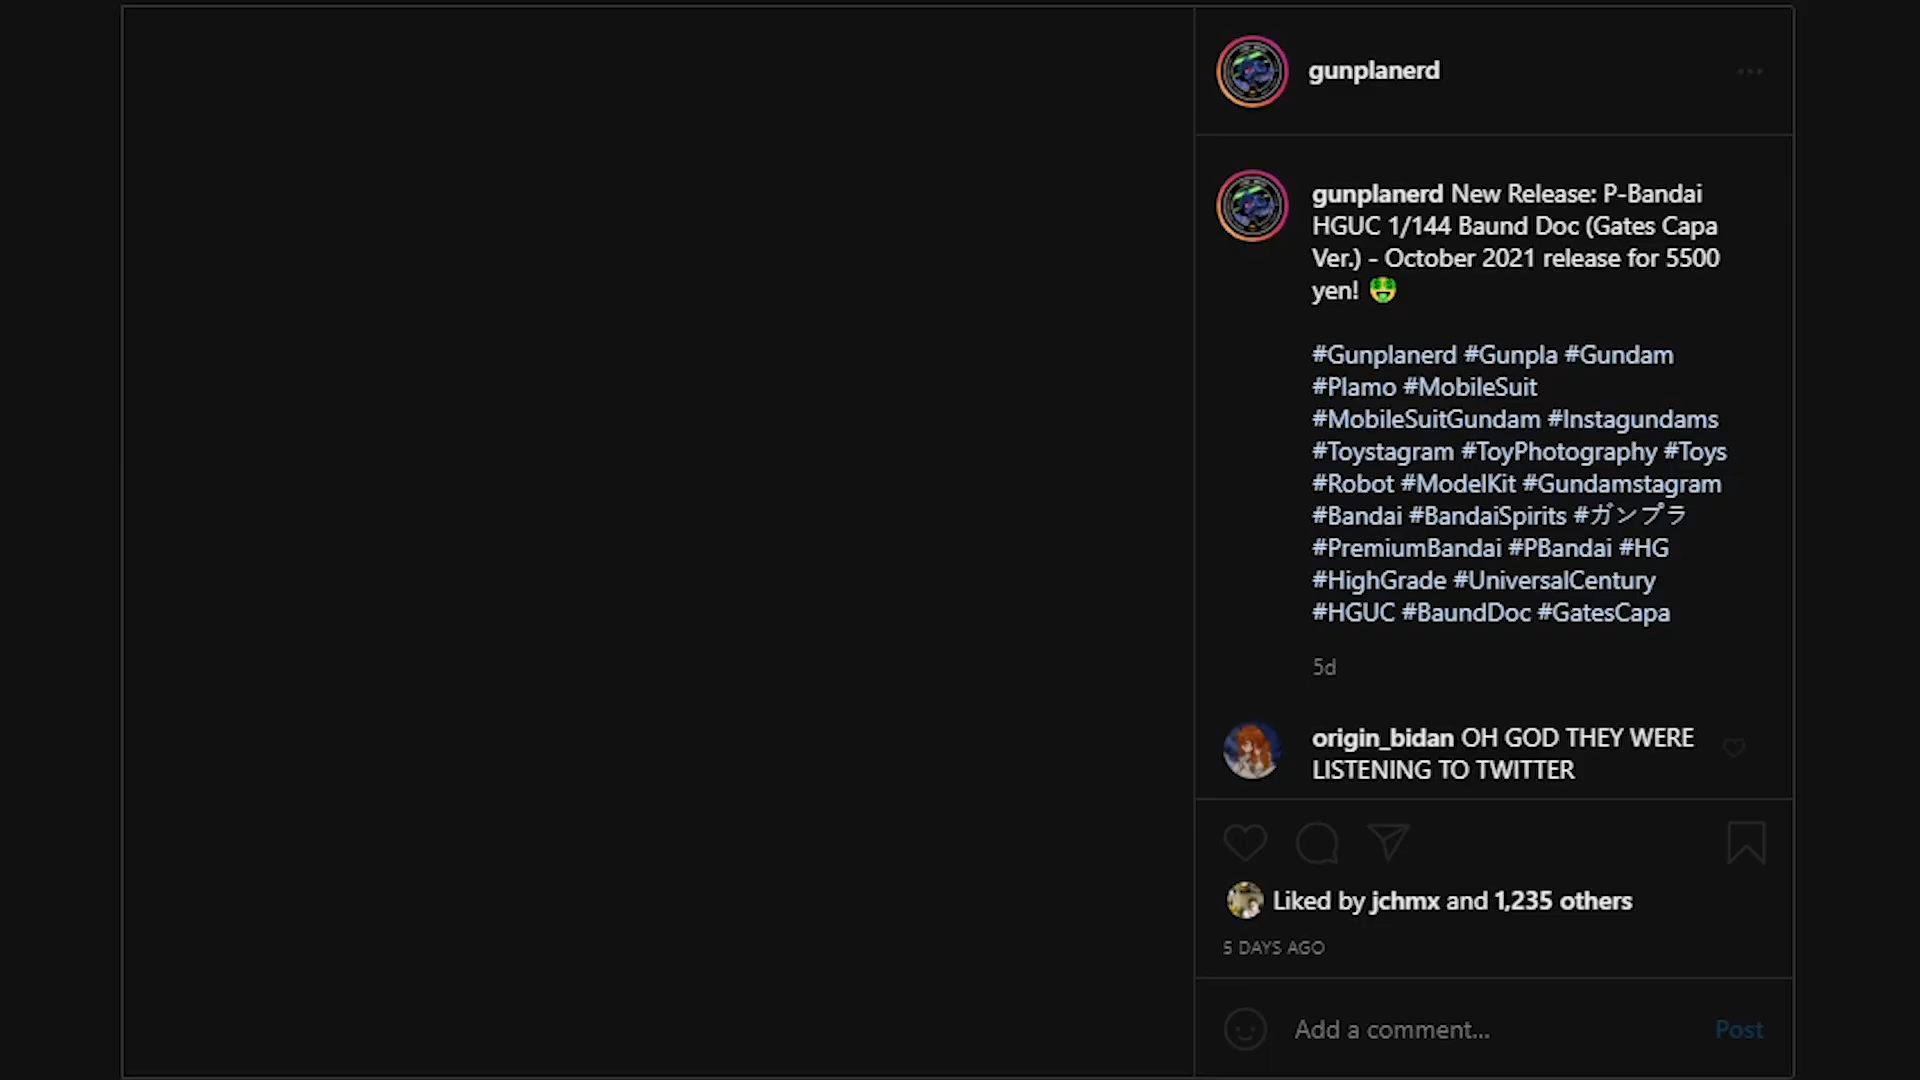 gunplanerd
gunplanerd New Release: P-Bandai
HGUC 1/144 Baund Doc (Gates Capa
Ver.) - October 2021 release for 5500
yen! 🤑
#Gunplanerd #Gunpla #Gundam
#Plamo #MobileSuit
#MobileSuitGundam #Instagundams
#Toystagram #ToyPhotography #Toys
#Robot #ModelKit #Gundamstagram
#Bandai #BandaiSpirits #ガンプラ
#PremiumBandai #PBandai #HG
#HighGrade #UniversalCentury
#HGUC #BaundDoc #GatesCapa
5d
origin_bidan OH GOD THEY WERE
LISTENING TO TWITTER
Liked by jchmx and 1,235 others
5 DAYS AGO
Add a comment... Post